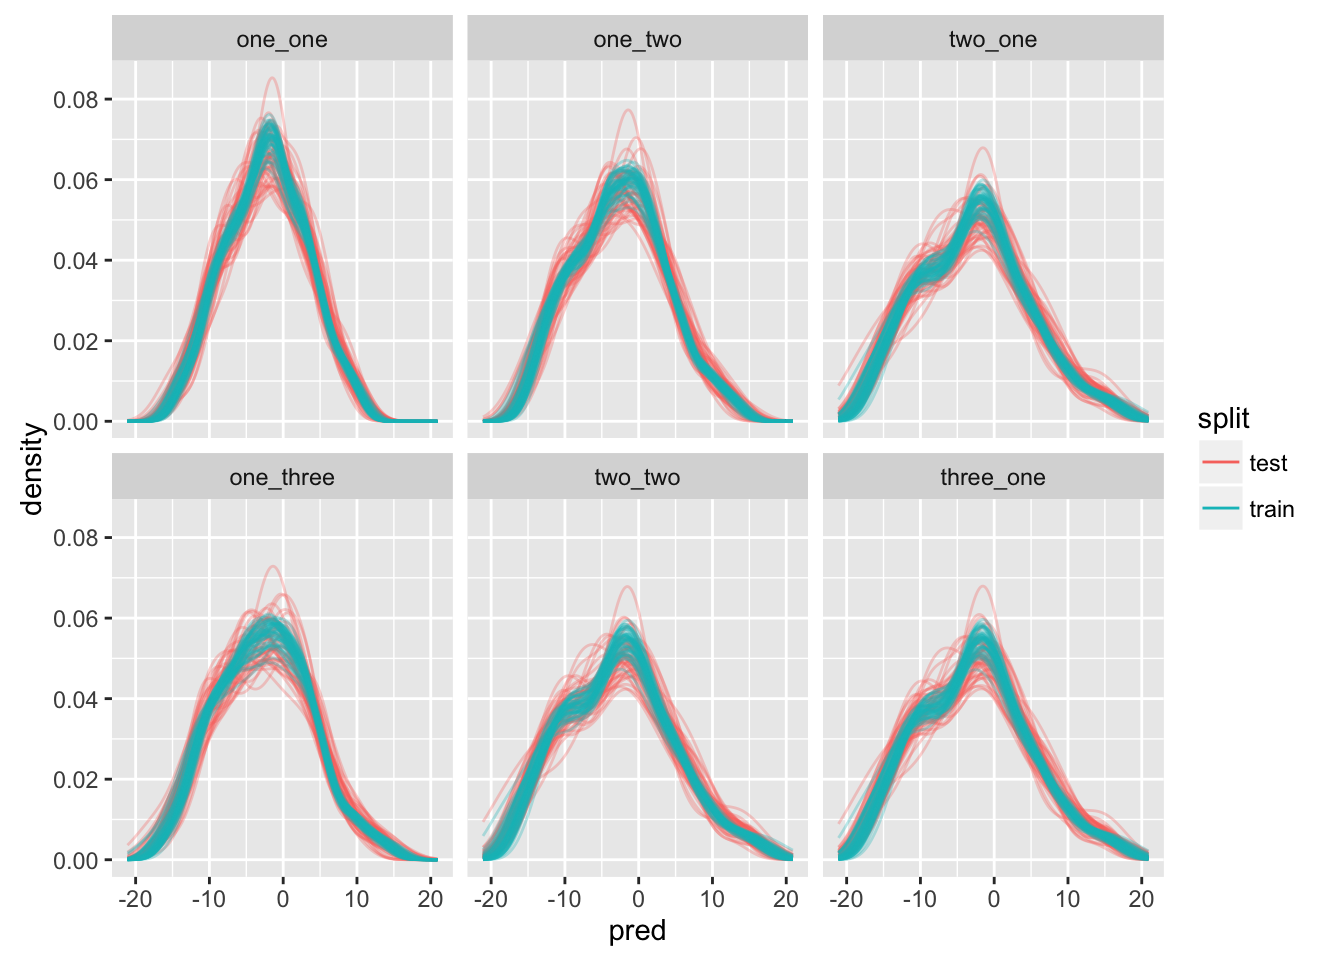 one_one one_two two_one
0.08
0.06
0.04
0.02
0.00
one_three two_two three_one
0.08
0.06
0.04
0.02
0.00
-20 -10 0 10 20 -20 -10 0 10 20 -20 -10 0 10 20
pred
density
split
test
train